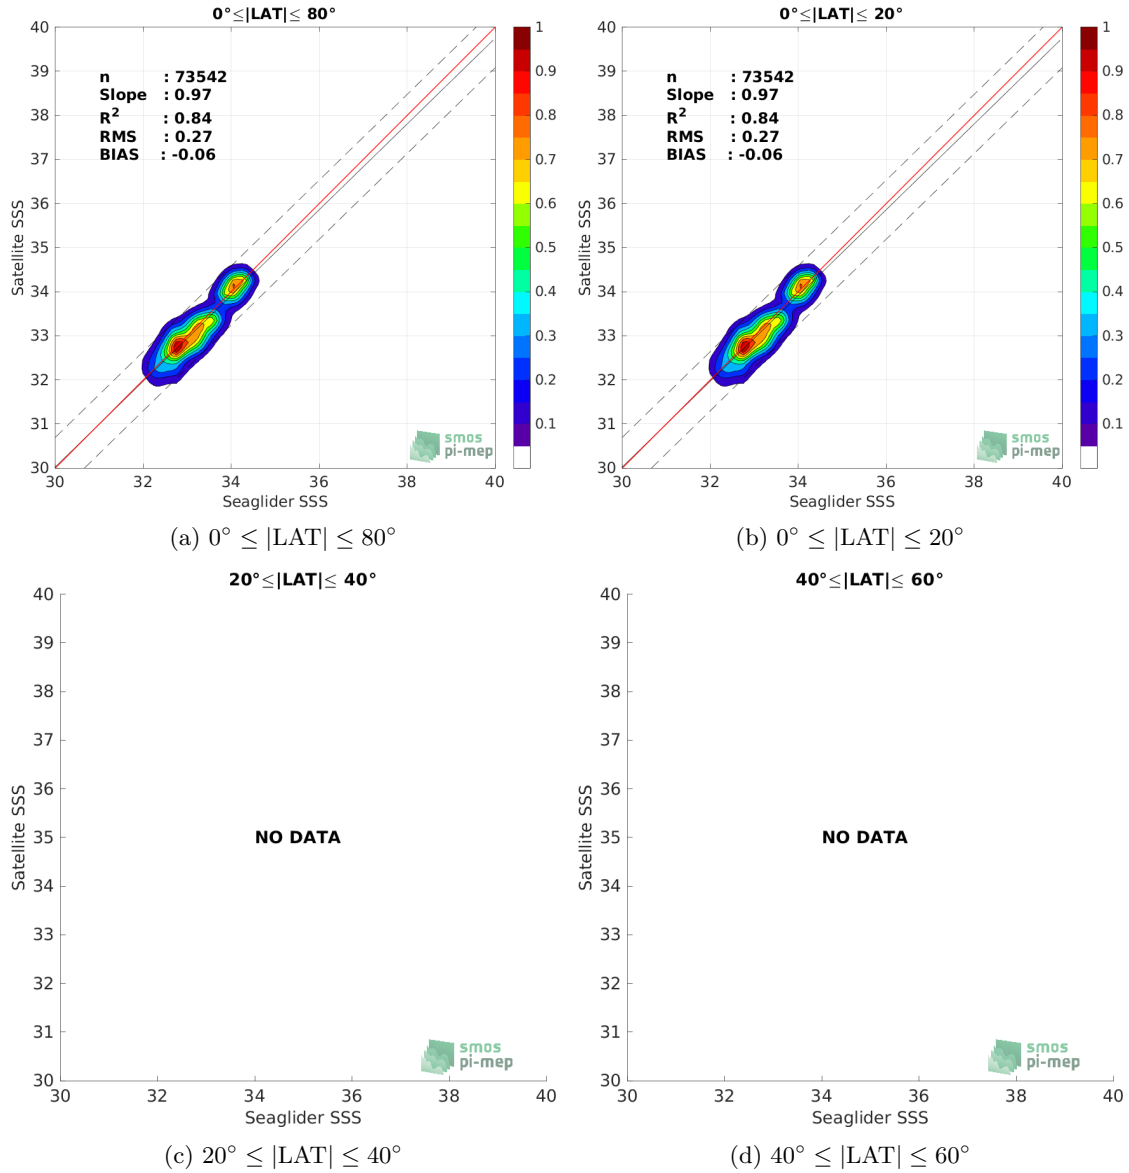 0°≤|LAT|≤ 80°
40
39
38
37
36
35
34
33
32
31
30
Satellite SSS
n : 73542
Slope : 0.97
R² : 0.84
RMS : 0.27
BIAS : -0.06
smos
pi-mep
30 32 34 36 38 40
Seaglider SSS
1
0.9
0.8
0.7
0.6
0.5
0.4
0.3
0.2
0.1
(a) 0° ≤ |LAT| ≤ 80°
0°≤|LAT|≤ 20°
40
39
38
37
36
35
34
33
32
31
30
Satellite SSS
n : 73542
Slope : 0.97
R² : 0.84
RMS : 0.27
BIAS : -0.06
smos
pi-mep
30 32 34 36 38 40
Seaglider SSS
1
0.9
0.8
0.7
0.6
0.5
0.4
0.3
0.2
0.1
(b) 0° ≤ |LAT| ≤ 20°
20°≤|LAT|≤ 40°
40
39
38
37
36
35
34
33
32
31
30
Satellite SSS
NO DATA
smos
pi-mep
30 32 34 36 38 40
Seaglider SSS
(c) 20° ≤ |LAT| ≤ 40°
40°≤|LAT|≤ 60°
40
39
38
37
36
35
34
33
32
31
30
Satellite SSS
NO DATA
smos
pi-mep
30 32 34 36 38 40
Seaglider SSS
(d) 40° ≤ |LAT| ≤ 60°